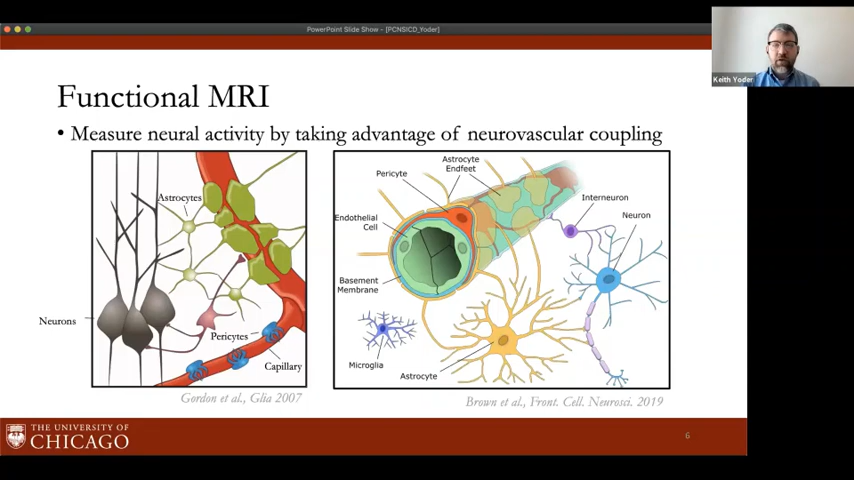 PowerPoint Slide Show - [PCNSICD_Yoder]
Keith Yoder
Functional MRI
• Measure neural activity by taking advantage of neurovascular coupling
Astrocytes
Neurons
Pericytes
Capillary
Gordon et al., Glia 2007
Astrocyte
Endfeet
Pericyte
Interneuron
Endothelial
Cell
Neuron
Basement
Membrane
Microglia
Astrocyte
Brown et al., Front. Cell. Neurosci. 2019
THE UNIVERSITY OF
CHICAGO
6